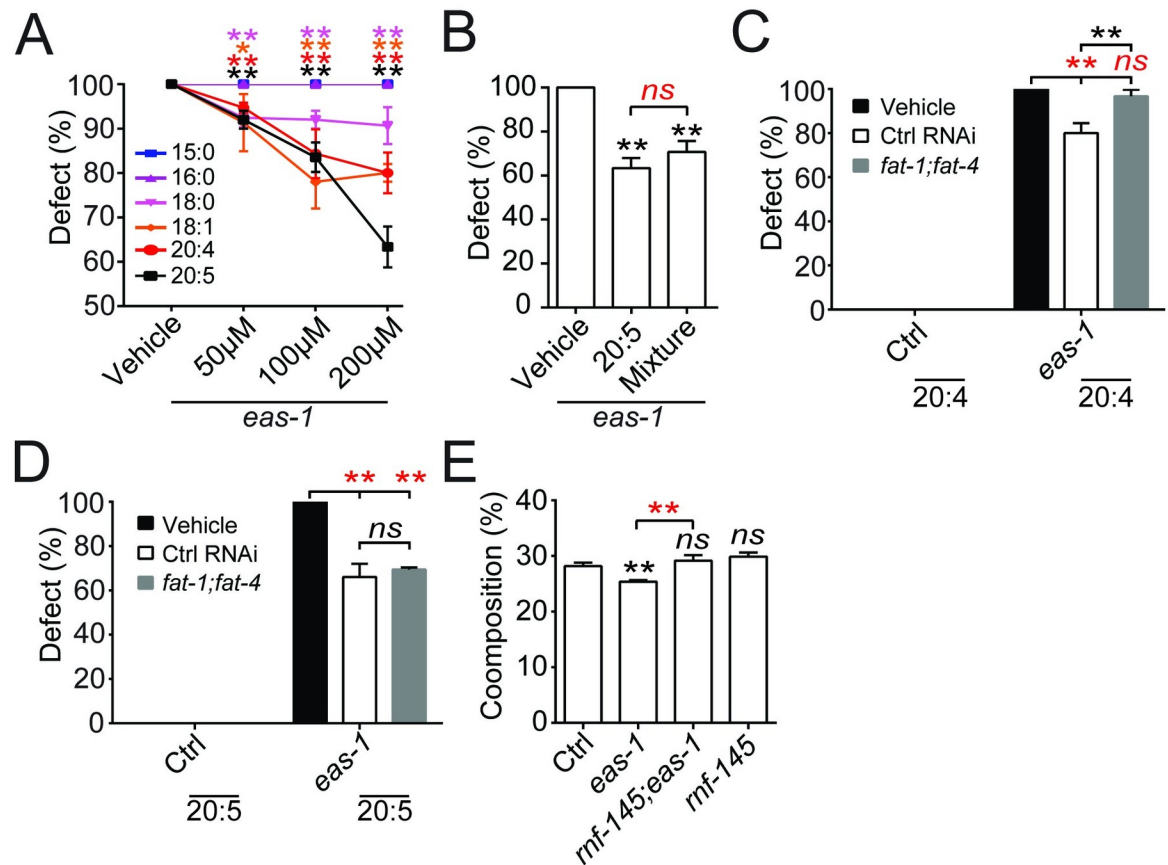 A
** ** **
* ** **
** ** **
** ** **
Defect (%)
100
90
80
70
60
50
15:0
16:0
18:0
18:1
20:4
20:5
Vehicle
50µM
100µM
200µM
eas-1
B
Defect (%)
100
80
60
40
20
0
ns
**
**
Vehicle
20:5
Mixture
eas-1
C
Defect (%)
100
80
60
40
20
0
Vehicle
Ctrl RNAi
fat-1;fat-4
**
** ns
Ctrl
20:4
eas-1
20:4
D
Defect (%)
100
80
60
40
20
0
Vehicle
Ctrl RNAi
fat-1;fat-4
** **
ns
Ctrl
20:5
eas-1
20:5
E
Coomposition (%)
40
30
20
10
0
**
**
ns
ns
Ctrl
eas-1
rnf-145;eas-1
rnf-145